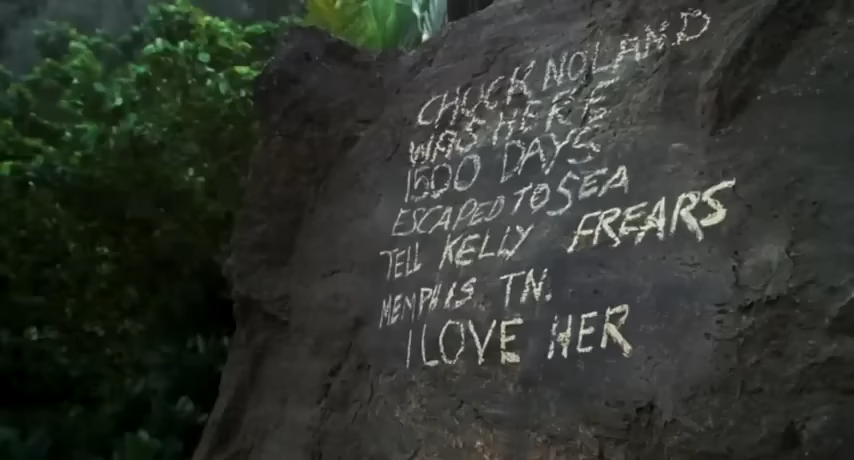 CHUCK NOLAND
WAS HERE
1500 DAYS
ESCAPED TO SEA
TELL KELLY FREARS
MEMPHIS TN.
I LOVE HER